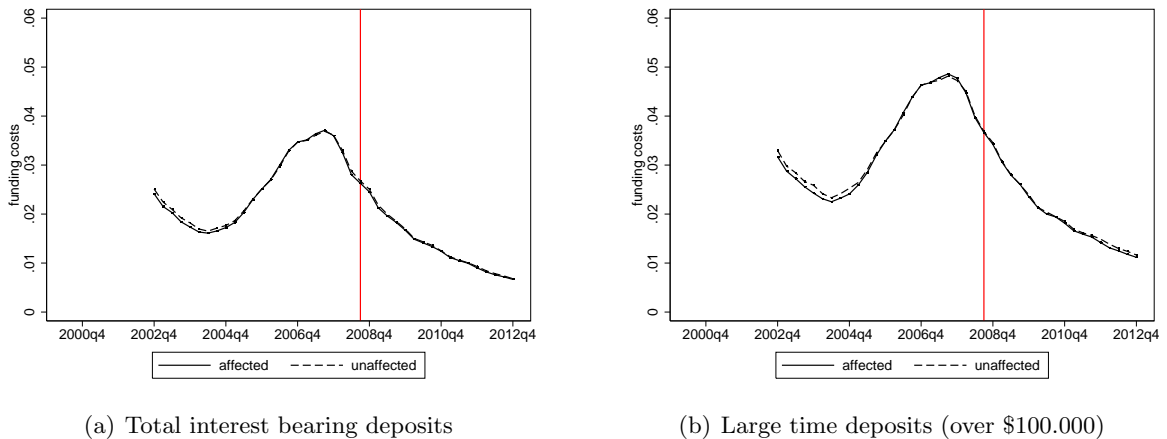 .06
.05
.04
.03
.02
.01
0
funding costs
2000q4 2002q4 2004q4 2006q4 2008q4 2010q4 2012q4
affected unaffected
(a) Total interest bearing deposits
.06
.05
.04
.03
.02
.01
0
funding costs
2000q4 2002q4 2004q4 2006q4 2008q4 2010q4 2012q4
affected unaffected
(b) Large time deposits (over $100.000)